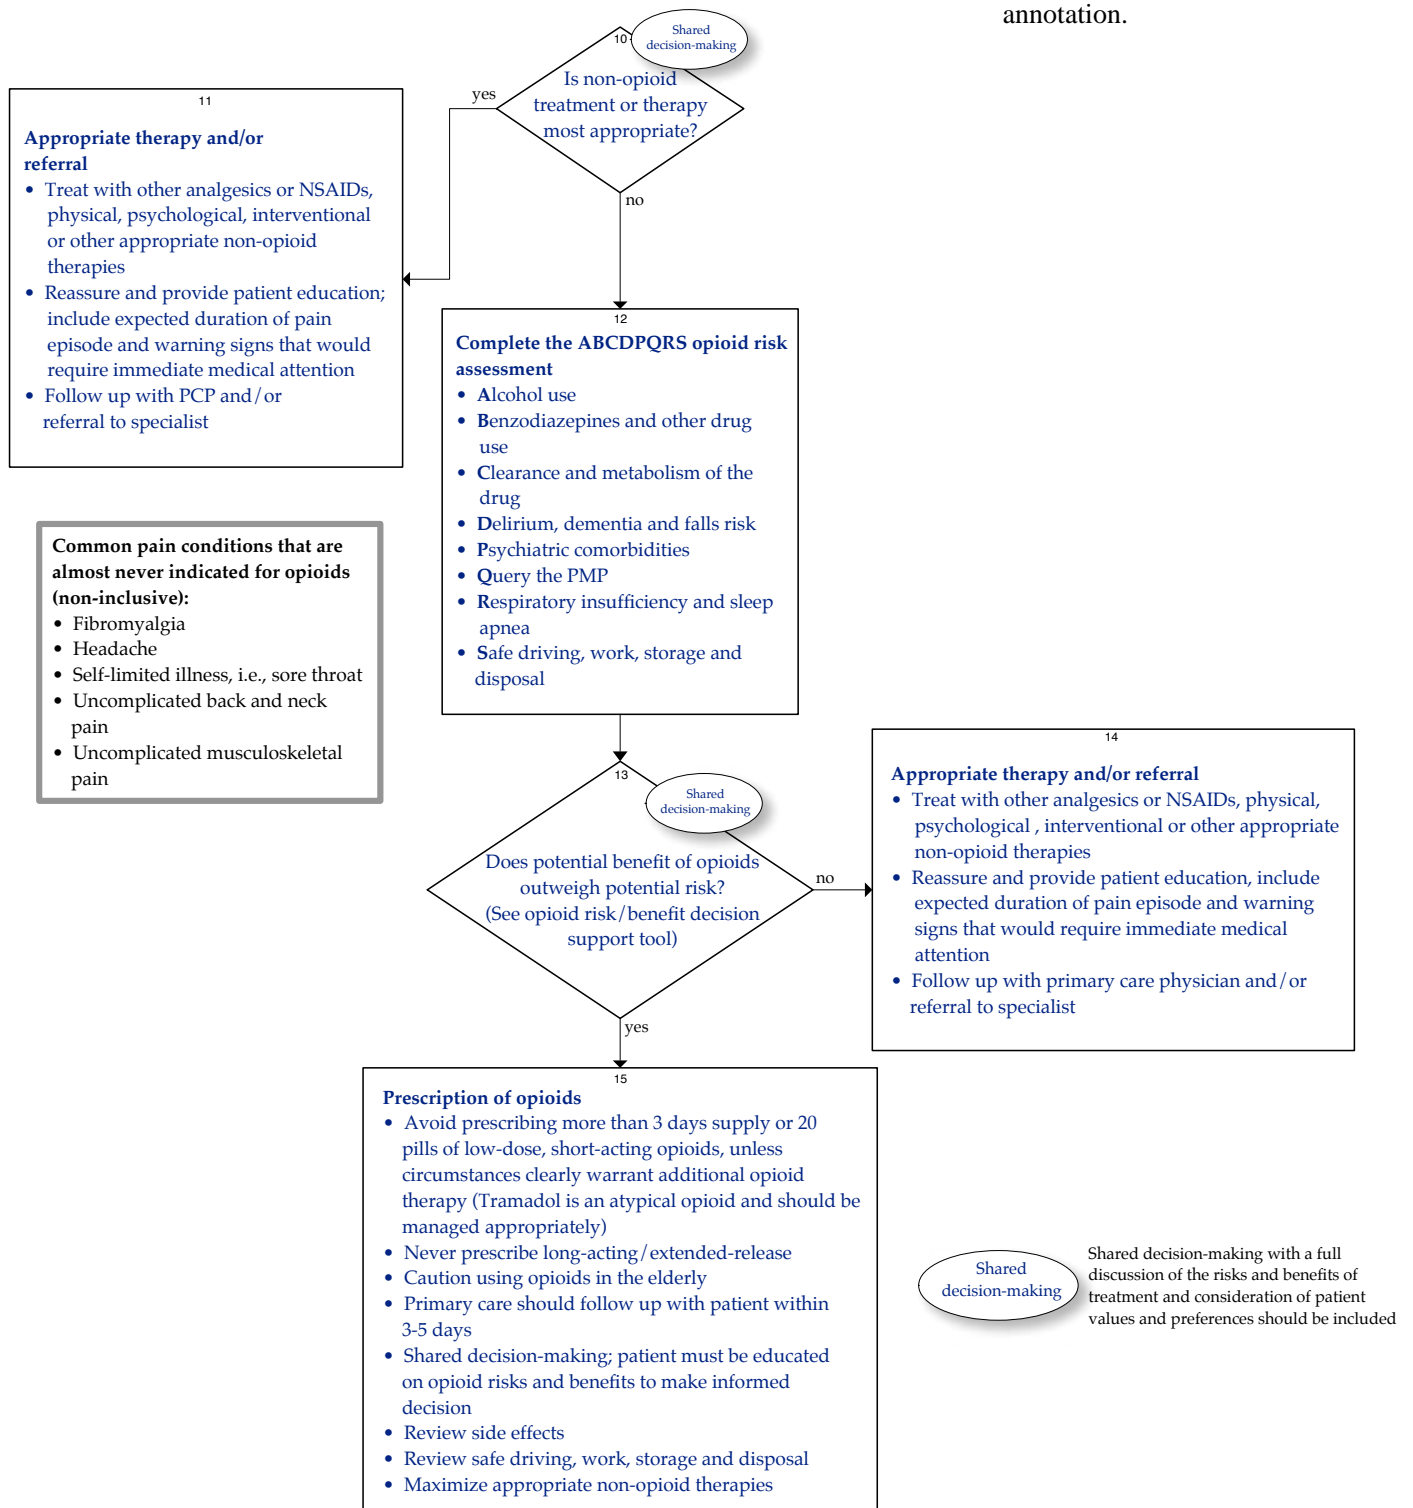 annotation.
10
Shared
decision-making
Is non-opioid
treatment or therapy
most appropriate?
yes
no
11
Appropriate therapy and/or
referral
• Treat with other analgesics or NSAIDs,
physical, psychological, interventional
or other appropriate non-opioid
therapies
• Reassure and provide patient education;
include expected duration of pain
episode and warning signs that would
require immediate medical attention
• Follow up with PCP and/or
referral to specialist
12
Complete the ABCDPQRS opioid risk
assessment
• Alcohol use
• Benzodiazepines and other drug
use
• Clearance and metabolism of the
drug
• Delirium, dementia and falls risk
• Psychiatric comorbidities
• Query the PMP
• Respiratory insufficiency and sleep
apnea
• Safe driving, work, storage and
disposal
Common pain conditions that are
almost never indicated for opioids
(non-inclusive):
• Fibromyalgia
• Headache
• Self-limited illness, i.e., sore throat
• Uncomplicated back and neck
pain
• Uncomplicated musculoskeletal
pain
13
Shared
decision-making
Does potential benefit of opioids
outweigh potential risk?
(See opioid risk/benefit decision
support tool)
no
yes
14
Appropriate therapy and/or referral
• Treat with other analgesics or NSAIDs, physical,
psychological , interventional or other appropriate
non-opioid therapies
• Reassure and provide patient education, include
expected duration of pain episode and warning
signs that would require immediate medical
attention
• Follow up with primary care physician and/or
referral to specialist
15
Prescription of opioids
• Avoid prescribing more than 3 days supply or 20
pills of low-dose, short-acting opioids, unless
circumstances clearly warrant additional opioid
therapy (Tramadol is an atypical opioid and should be
managed appropriately)
• Never prescribe long-acting/extended-release
• Caution using opioids in the elderly
• Primary care should follow up with patient within
3-5 days
• Shared decision-making; patient must be educated
on opioid risks and benefits to make informed
decision
• Review side effects
• Review safe driving, work, storage and disposal
• Maximize appropriate non-opioid therapies
Shared
decision-making
Shared decision-making with a full
discussion of the risks and benefits of
treatment and consideration of patient
values and preferences should be included